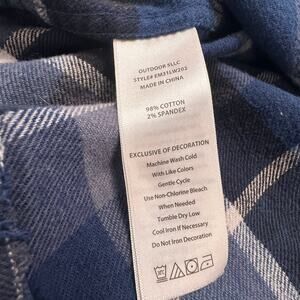 OUTDOOR 5LLC
STYLE# EM31LW202
MADE IN CHINA
98% COTTON
2% SPANDEX
EXCLUSIVE OF DECORATION
Machine Wash Cold
With Like Colors
Gentle Cycle
Use Non-Chlorine Bleach
When Needed
Tumble Dry Low
Cool Iron If Necessary
Do Not Iron Decoration